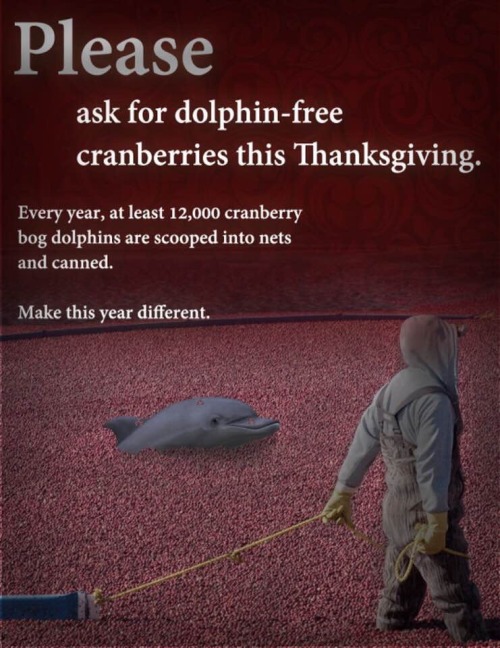 Please
ask for dolphin-free
cranberries this Thanksgiving.
Every year, at least 12,000 cranberry
bog dolphins are scooped into nets
and canned.
Make this year different.